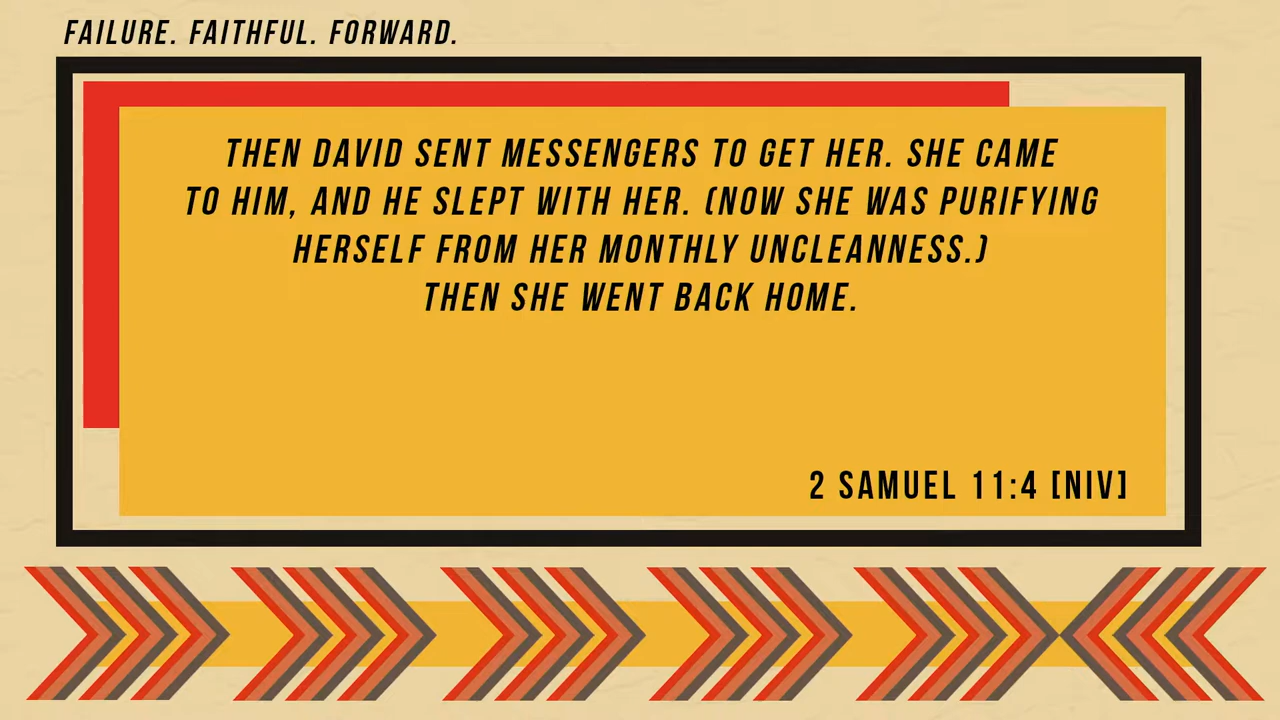 FAILURE. FAITHFUL. FORWARD.
THEN DAVID SENT MESSENGERS TO GET HER. SHE CAME
TO HIM, AND HE SLEPT WITH HER. (NOW SHE WAS PURIFYING
HERSELF FROM HER MONTHLY UNCLEANNESS.)
THEN SHE WENT BACK HOME.
2 SAMUEL 11:4 [NIV]